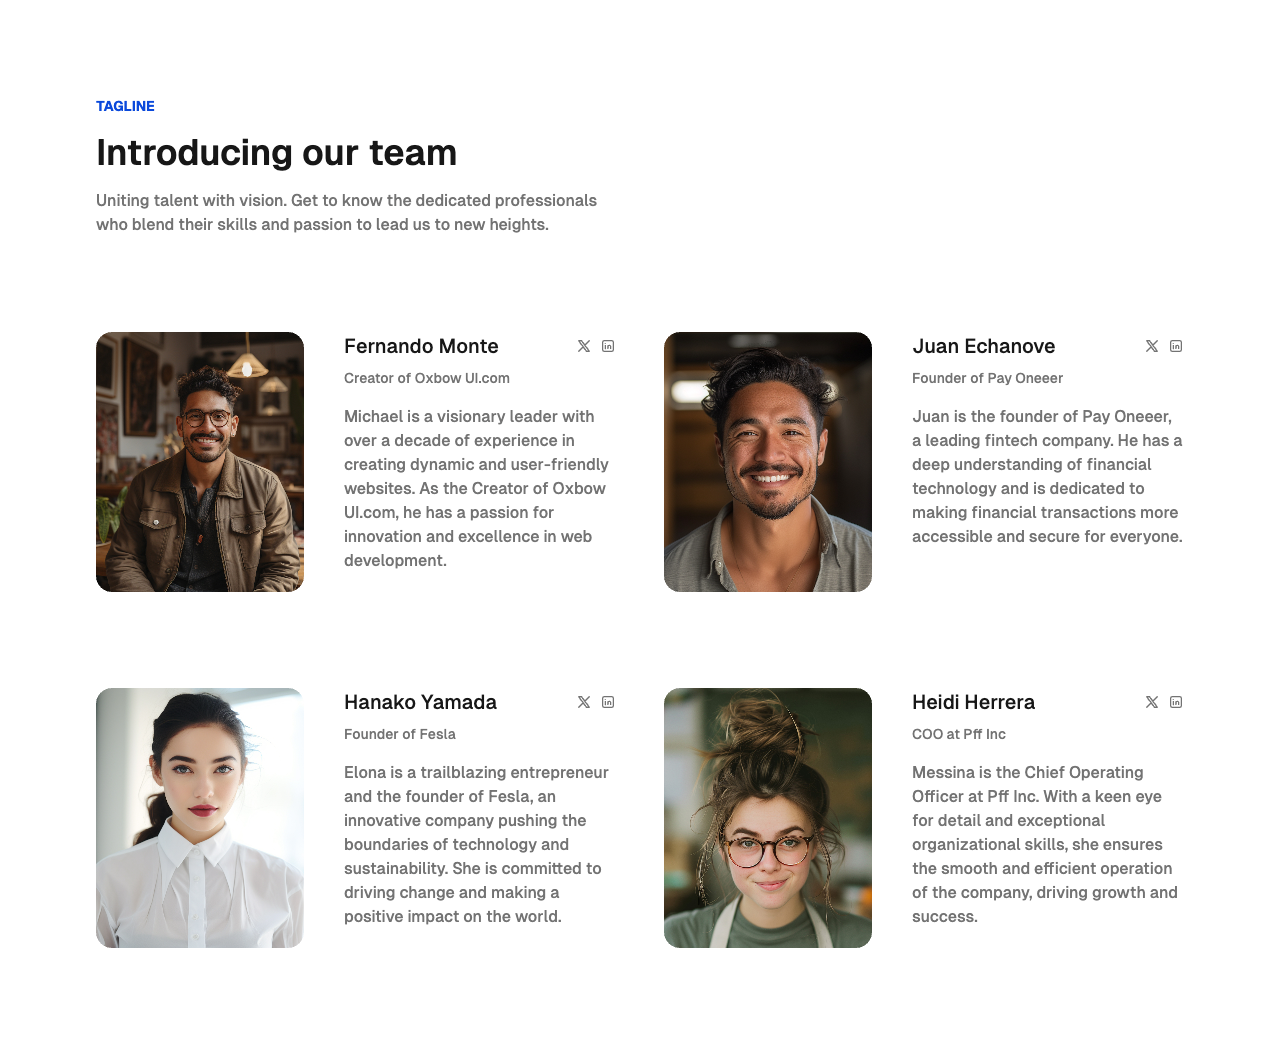 TAGLINE
Introducing our team
Uniting talent with vision. Get to know the dedicated professionals
who blend their skills and passion to lead us to new heights.
Fernando Monte
Creator of Oxbow UI.com
Michael is a visionary leader with
over a decade of experience in
creating dynamic and user-friendly
websites. As the Creator of Oxbow
UI.com, he has a passion for
innovation and excellence in web
development.
Juan Echanove
Founder of Pay Oneeer
Juan is the founder of Pay Oneeer,
a leading fintech company. He has a
deep understanding of financial
technology and is dedicated to
making financial transactions more
accessible and secure for everyone.
Hanako Yamada
Founder of Fesla
Elona is a trailblazing entrepreneur
and the founder of Fesla, an
innovative company pushing the
boundaries of technology and
sustainability. She is committed to
driving change and making a
positive impact on the world.
Heidi Herrera
COO at Pff Inc
Messina is the Chief Operating
Officer at Pff Inc. With a keen eye
for detail and exceptional
organizational skills, she ensures
the smooth and efficient operation
of the company, driving growth and
success.